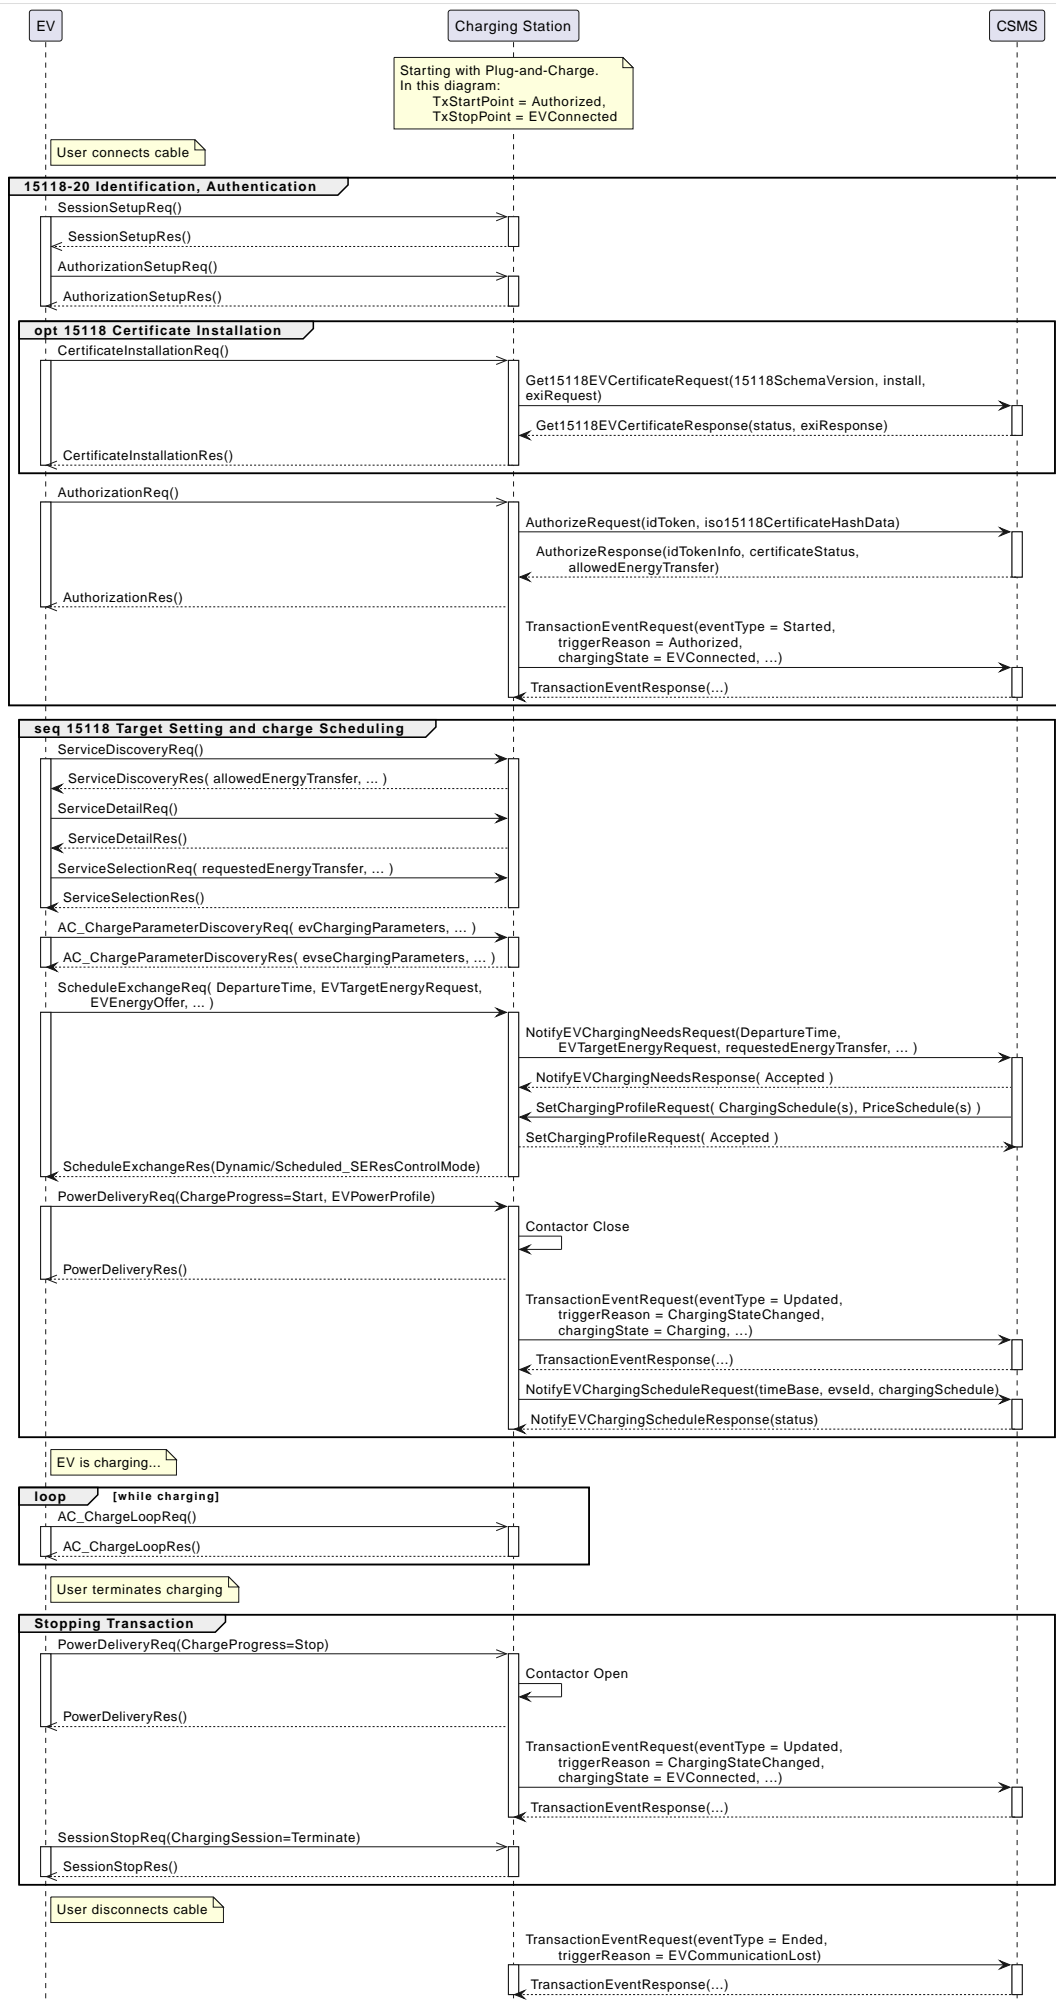 EV
Charging Station
CSMS
Starting with Plug-and-Charge.
In this diagram:
TxStartPoint = Authorized,
TxStopPoint = EVConnected
User connects cable
15118-20 Identification, Authentication
SessionSetupReq()
SessionSetupRes()
AuthorizationSetupReq()
AuthorizationSetupRes()
opt 15118 Certificate Installation
CertificateInstallationReq()
Get15118EVCertificateRequest(15118SchemaVersion, install,
exiRequest)
Get15118EVCertificateResponse(status, exiResponse)
CertificateInstallationRes()
AuthorizationReq()
AuthorizeRequest(idToken, iso15118CertificateHashData)
AuthorizeResponse(idTokenInfo, certificateStatus,
allowedEnergyTransfer)
AuthorizationRes()
TransactionEventRequest(eventType = Started,
triggerReason = Authorized,
chargingState = EVConnected, ...)
TransactionEventResponse(...)
seq 15118 Target Setting and charge Scheduling
ServiceDiscoveryReq()
ServiceDiscoveryRes( allowedEnergyTransfer, ... )
ServiceDetailReq()
ServiceDetailRes()
ServiceSelectionReq( requestedEnergyTransfer, ... )
ServiceSelectionRes()
AC_ChargeParameterDiscoveryReq( evChargingParameters, ... )
AC_ChargeParameterDiscoveryRes( evseChargingParameters, ... )
ScheduleExchangeReq( DepartureTime, EVTargetEnergyRequest,
EVEnergyOffer, ... )
NotifyEVChargingNeedsRequest(DepartureTime,
EVTargetEnergyRequest, requestedEnergyTransfer, ... )
NotifyEVChargingNeedsResponse( Accepted )
SetChargingProfileRequest( ChargingSchedule(s), PriceSchedule(s) )
SetChargingProfileRequest( Accepted )
ScheduleExchangeRes(Dynamic/Scheduled_SEResControlMode)
PowerDeliveryReq(ChargeProgress=Start, EVPowerProfile)
Contactor Close
PowerDeliveryRes()
TransactionEventRequest(eventType = Updated,
triggerReason = ChargingStateChanged,
chargingState = Charging, ...)
TransactionEventResponse(...)
NotifyEVChargingScheduleRequest(timeBase, evseId, chargingSchedule)
NotifyEVChargingScheduleResponse(status)
EV is charging...
loop [while charging]
AC_ChargeLoopReq()
AC_ChargeLoopRes()
User terminates charging
Stopping Transaction
PowerDeliveryReq(ChargeProgress=Stop)
Contactor Open
PowerDeliveryRes()
TransactionEventRequest(eventType = Updated,
triggerReason = ChargingStateChanged,
chargingState = EVConnected, ...)
TransactionEventResponse(...)
SessionStopReq(ChargingSession=Terminate)
SessionStopRes()
User disconnects cable
TransactionEventRequest(eventType = Ended,
triggerReason = EVCommunicationLost)
TransactionEventResponse(...)